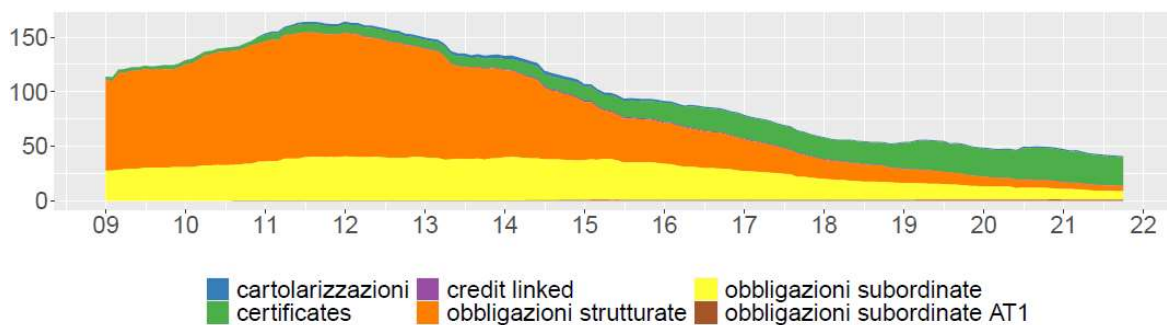 150
100
50
0
09 10 11 12 13 14 15 16 17 18 19 20 21 22
cartolarizzazioni credit linked obbligazioni subordinate
certificates obbligazioni strutturate obbligazioni subordinate AT1